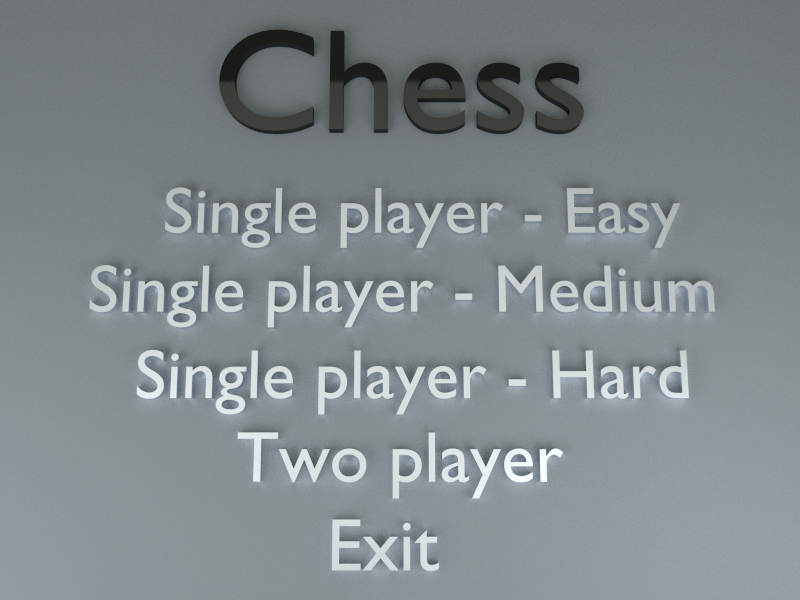 Chess
Single player - Easy
Single player - Medium
Single player - Hard
Two player
Exit